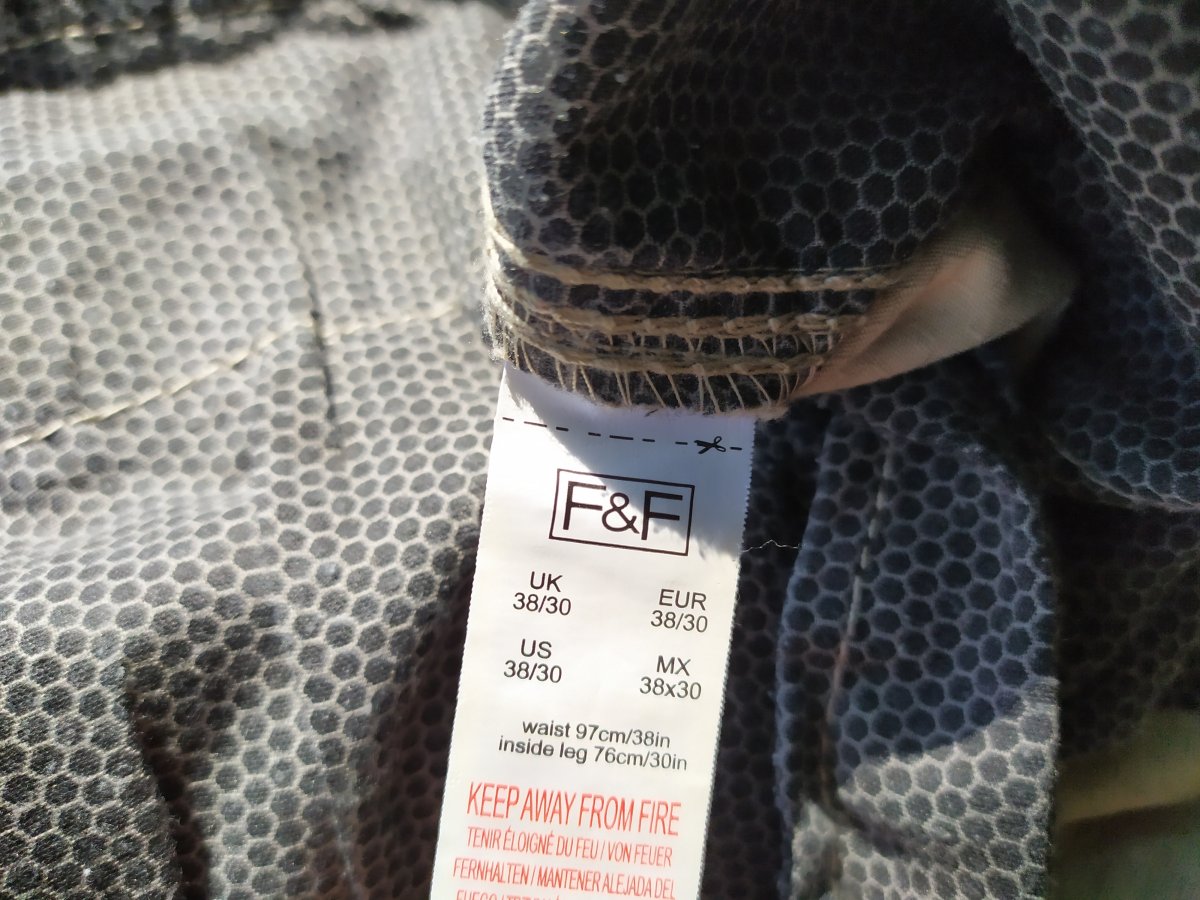 F&F
UK
38/30
EUR
38/30
US
38/30
MX
38x30
waist 97cm/38in
inside leg 76cm/30in
KEEP AWAY FROM FIRE
TENIR ÉLOIGNÉ DU FEU / VON FEUER
FERNHALTEN / MANTENER ALEJADA DEL